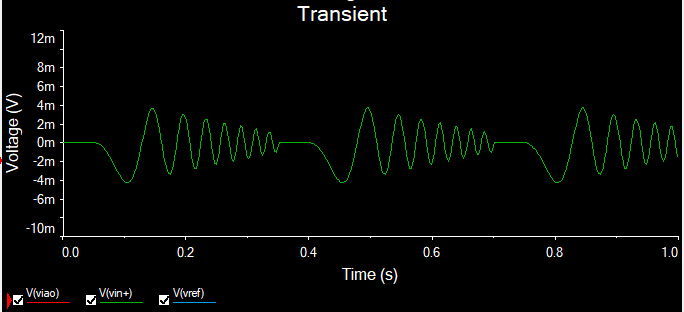 Transient
12m
8m
6m
4m
2m
0m
-2m
-4m
-6m
-10m
Voltage (V)
0.0 0.2 0.4 0.6 0.8 1.0
Time (s)
V(viao) V(vin+) V(vref)